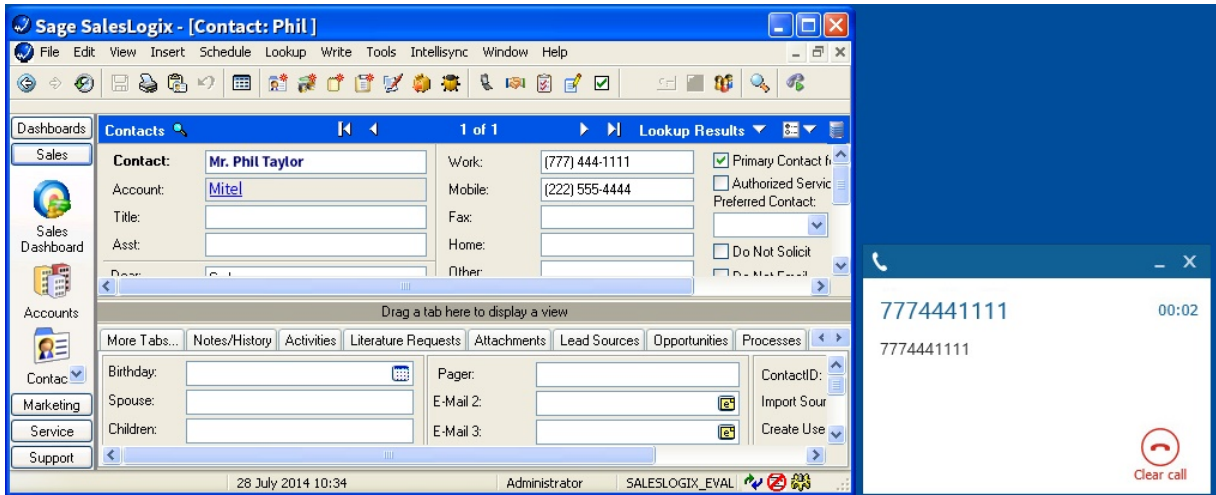 Sage SalesLogix - [Contact: Phil ]
File Edit View Insert Schedule Lookup Write Tools Intellisync Window Help
Dashboards
Sales
Sales
Dashboard
Accounts
Contac
Marketing
Service
Support
Contacts 1 of 1 Lookup Results
Contact: Mr. Phil Taylor
Account: Mitel
Title:
Asst:
Work: (777) 444-1111
Mobile: (222) 555-4444
Fax:
Home:
Other:
Primary Contact f
Authorized Servic
Preferred Contact:
Do Not Solicit
Drag a tab here to display a view
More Tabs... Notes/History Activities Literature Requests Attachments Lead Sources Opportunities Processes
Birthday:
Spouse:
Children:
Pager:
E-Mail 2:
E-Mail 3:
ContactID:
Import Sour
Create Use
28 July 2014 10:34 Administrator SALESLOGIX_EVAL
7774441111 00:02
7774441111
Clear call